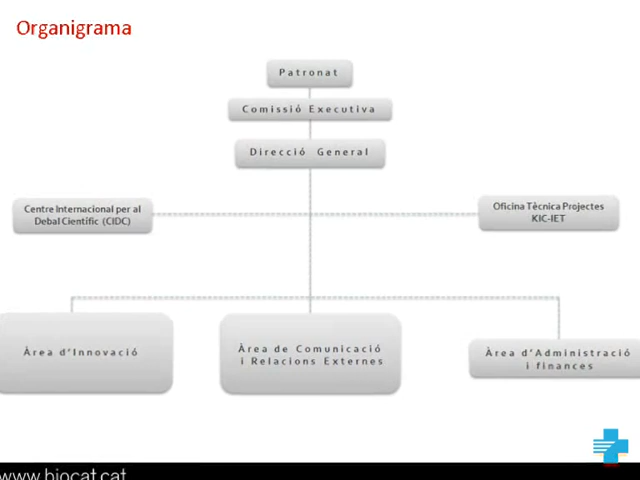 Organigrama
Patronat
Comissió Executiva
Direcció General
Centre Internacional per al
Debat Científic (CIDC)
Oficina Tècnica Projectes
KIC-IET
Àrea d'Innovació
Àrea de Comunicació
i Relacions Externes
Àrea d'Administració
i finances
www.biocat.cat